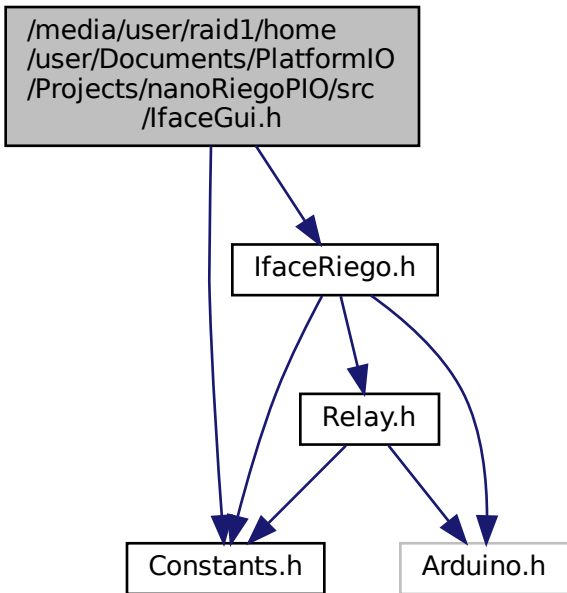 /media/user/raid1/home
/user/Documents/PlatformIO
/Projects/nanoRiegoPIO/src
/IfaceGui.h
IfaceRiego.h
Relay.h
Constants.h
Arduino.h